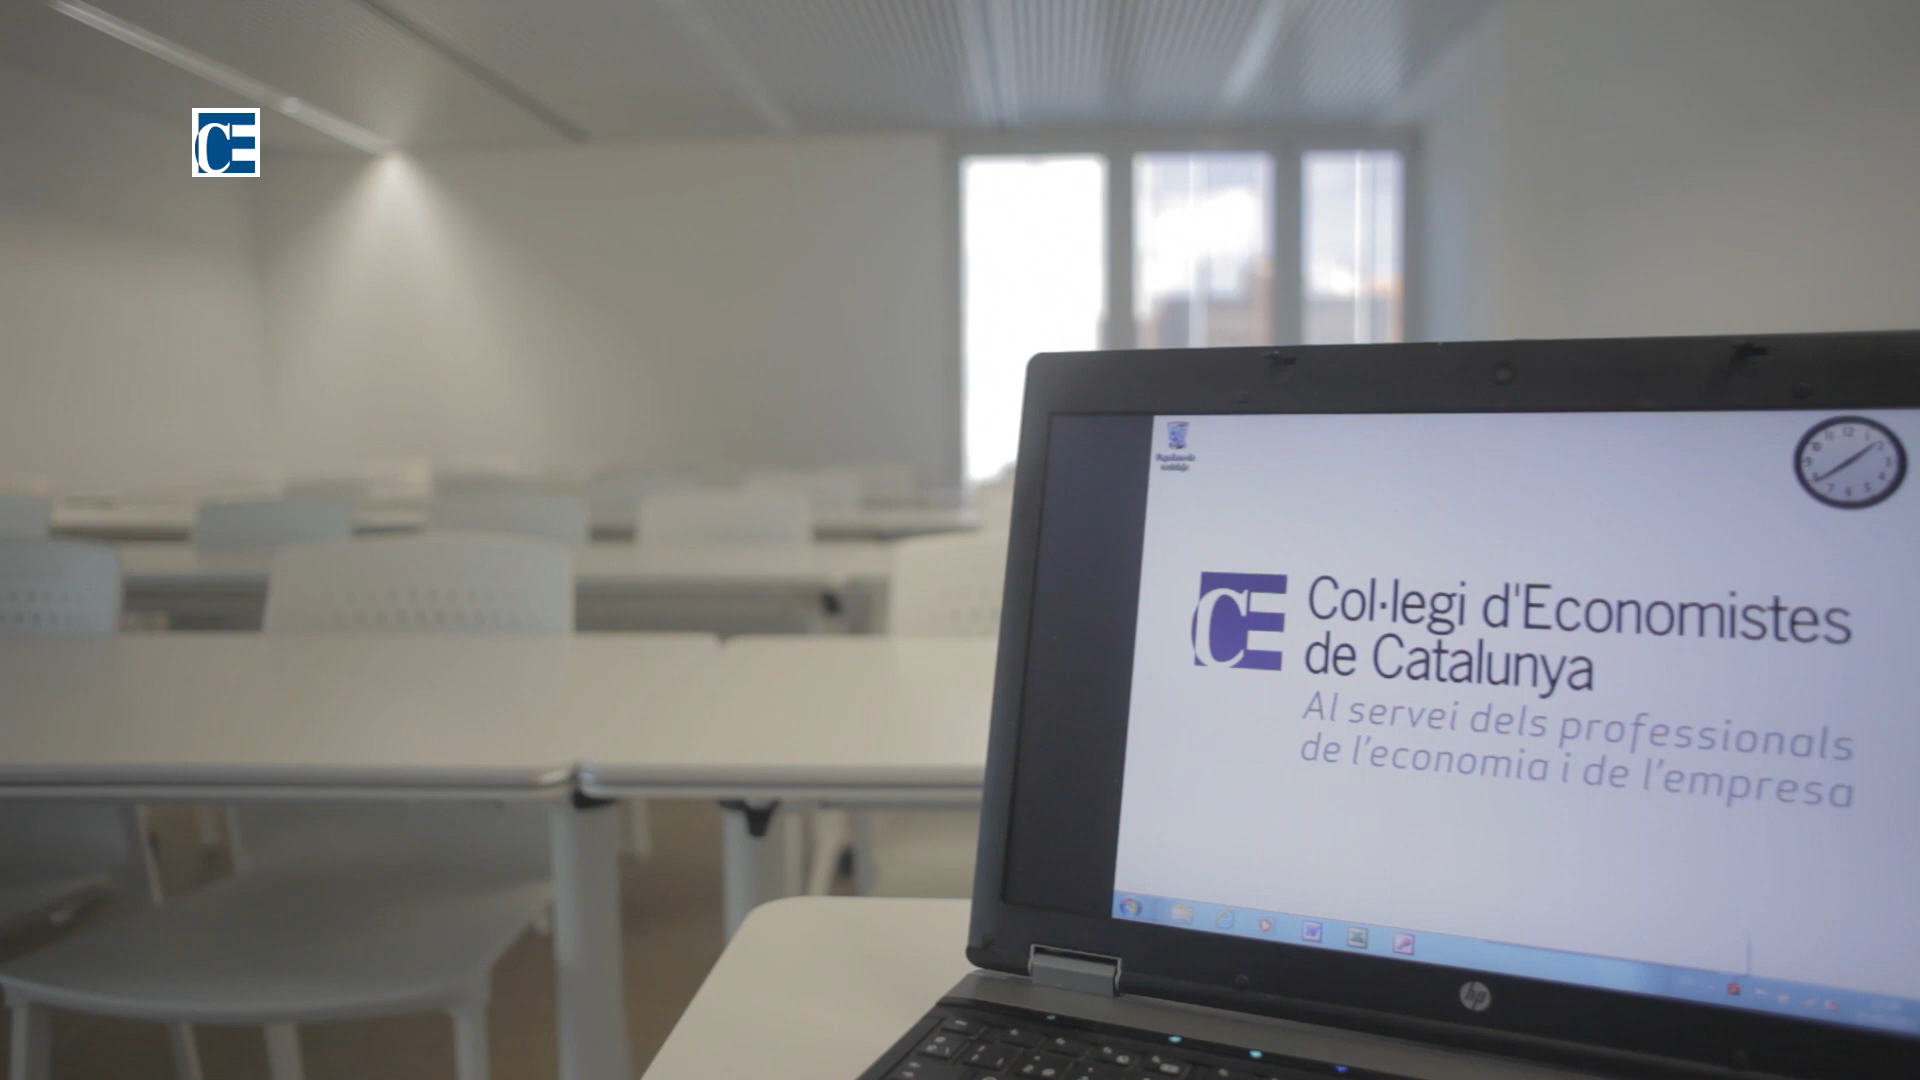 CE
CE
Col·legi d'Economistes
de Catalunya
Al servei dels professionals
de l'economia i de l'empresa
hp